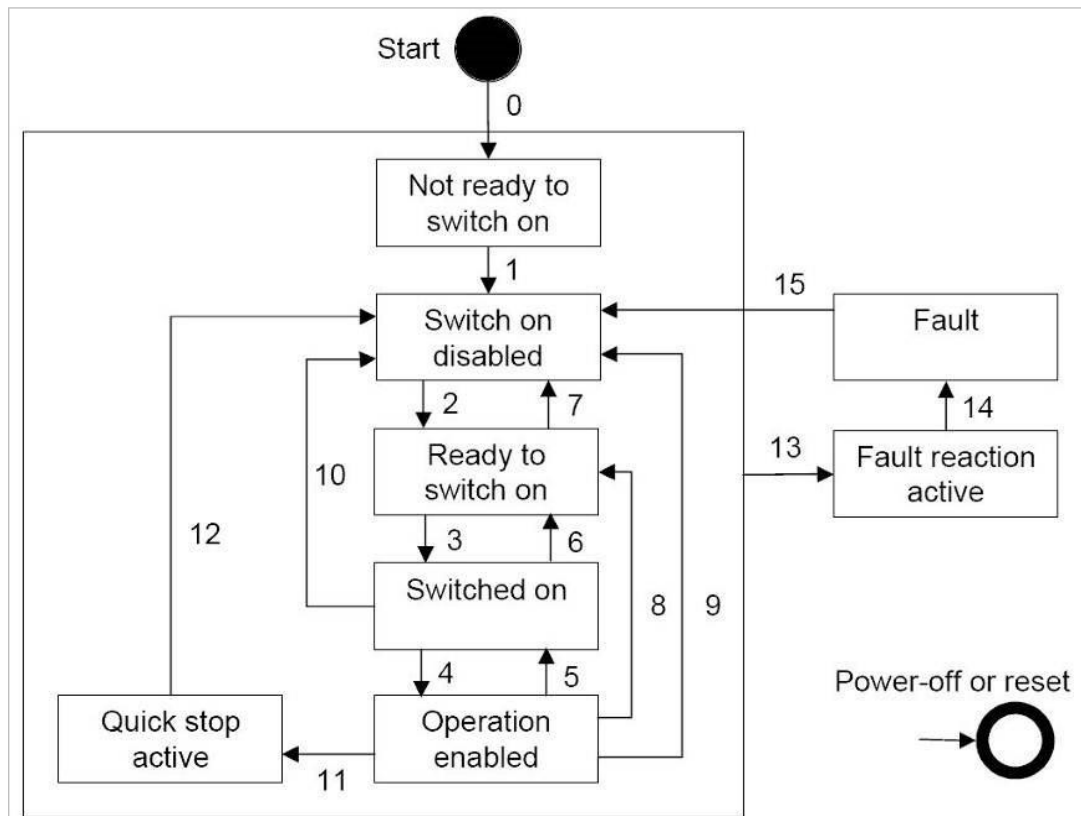 Start
0
Not ready to
switch on
1
15
Switch on
disabled
Fault
2
7
14
13
Ready to
switch on
Fault reaction
active
10
12
3
6
Switched on
8
9
4
5
Power-off or reset
Quick stop
active
Operation
enabled
11